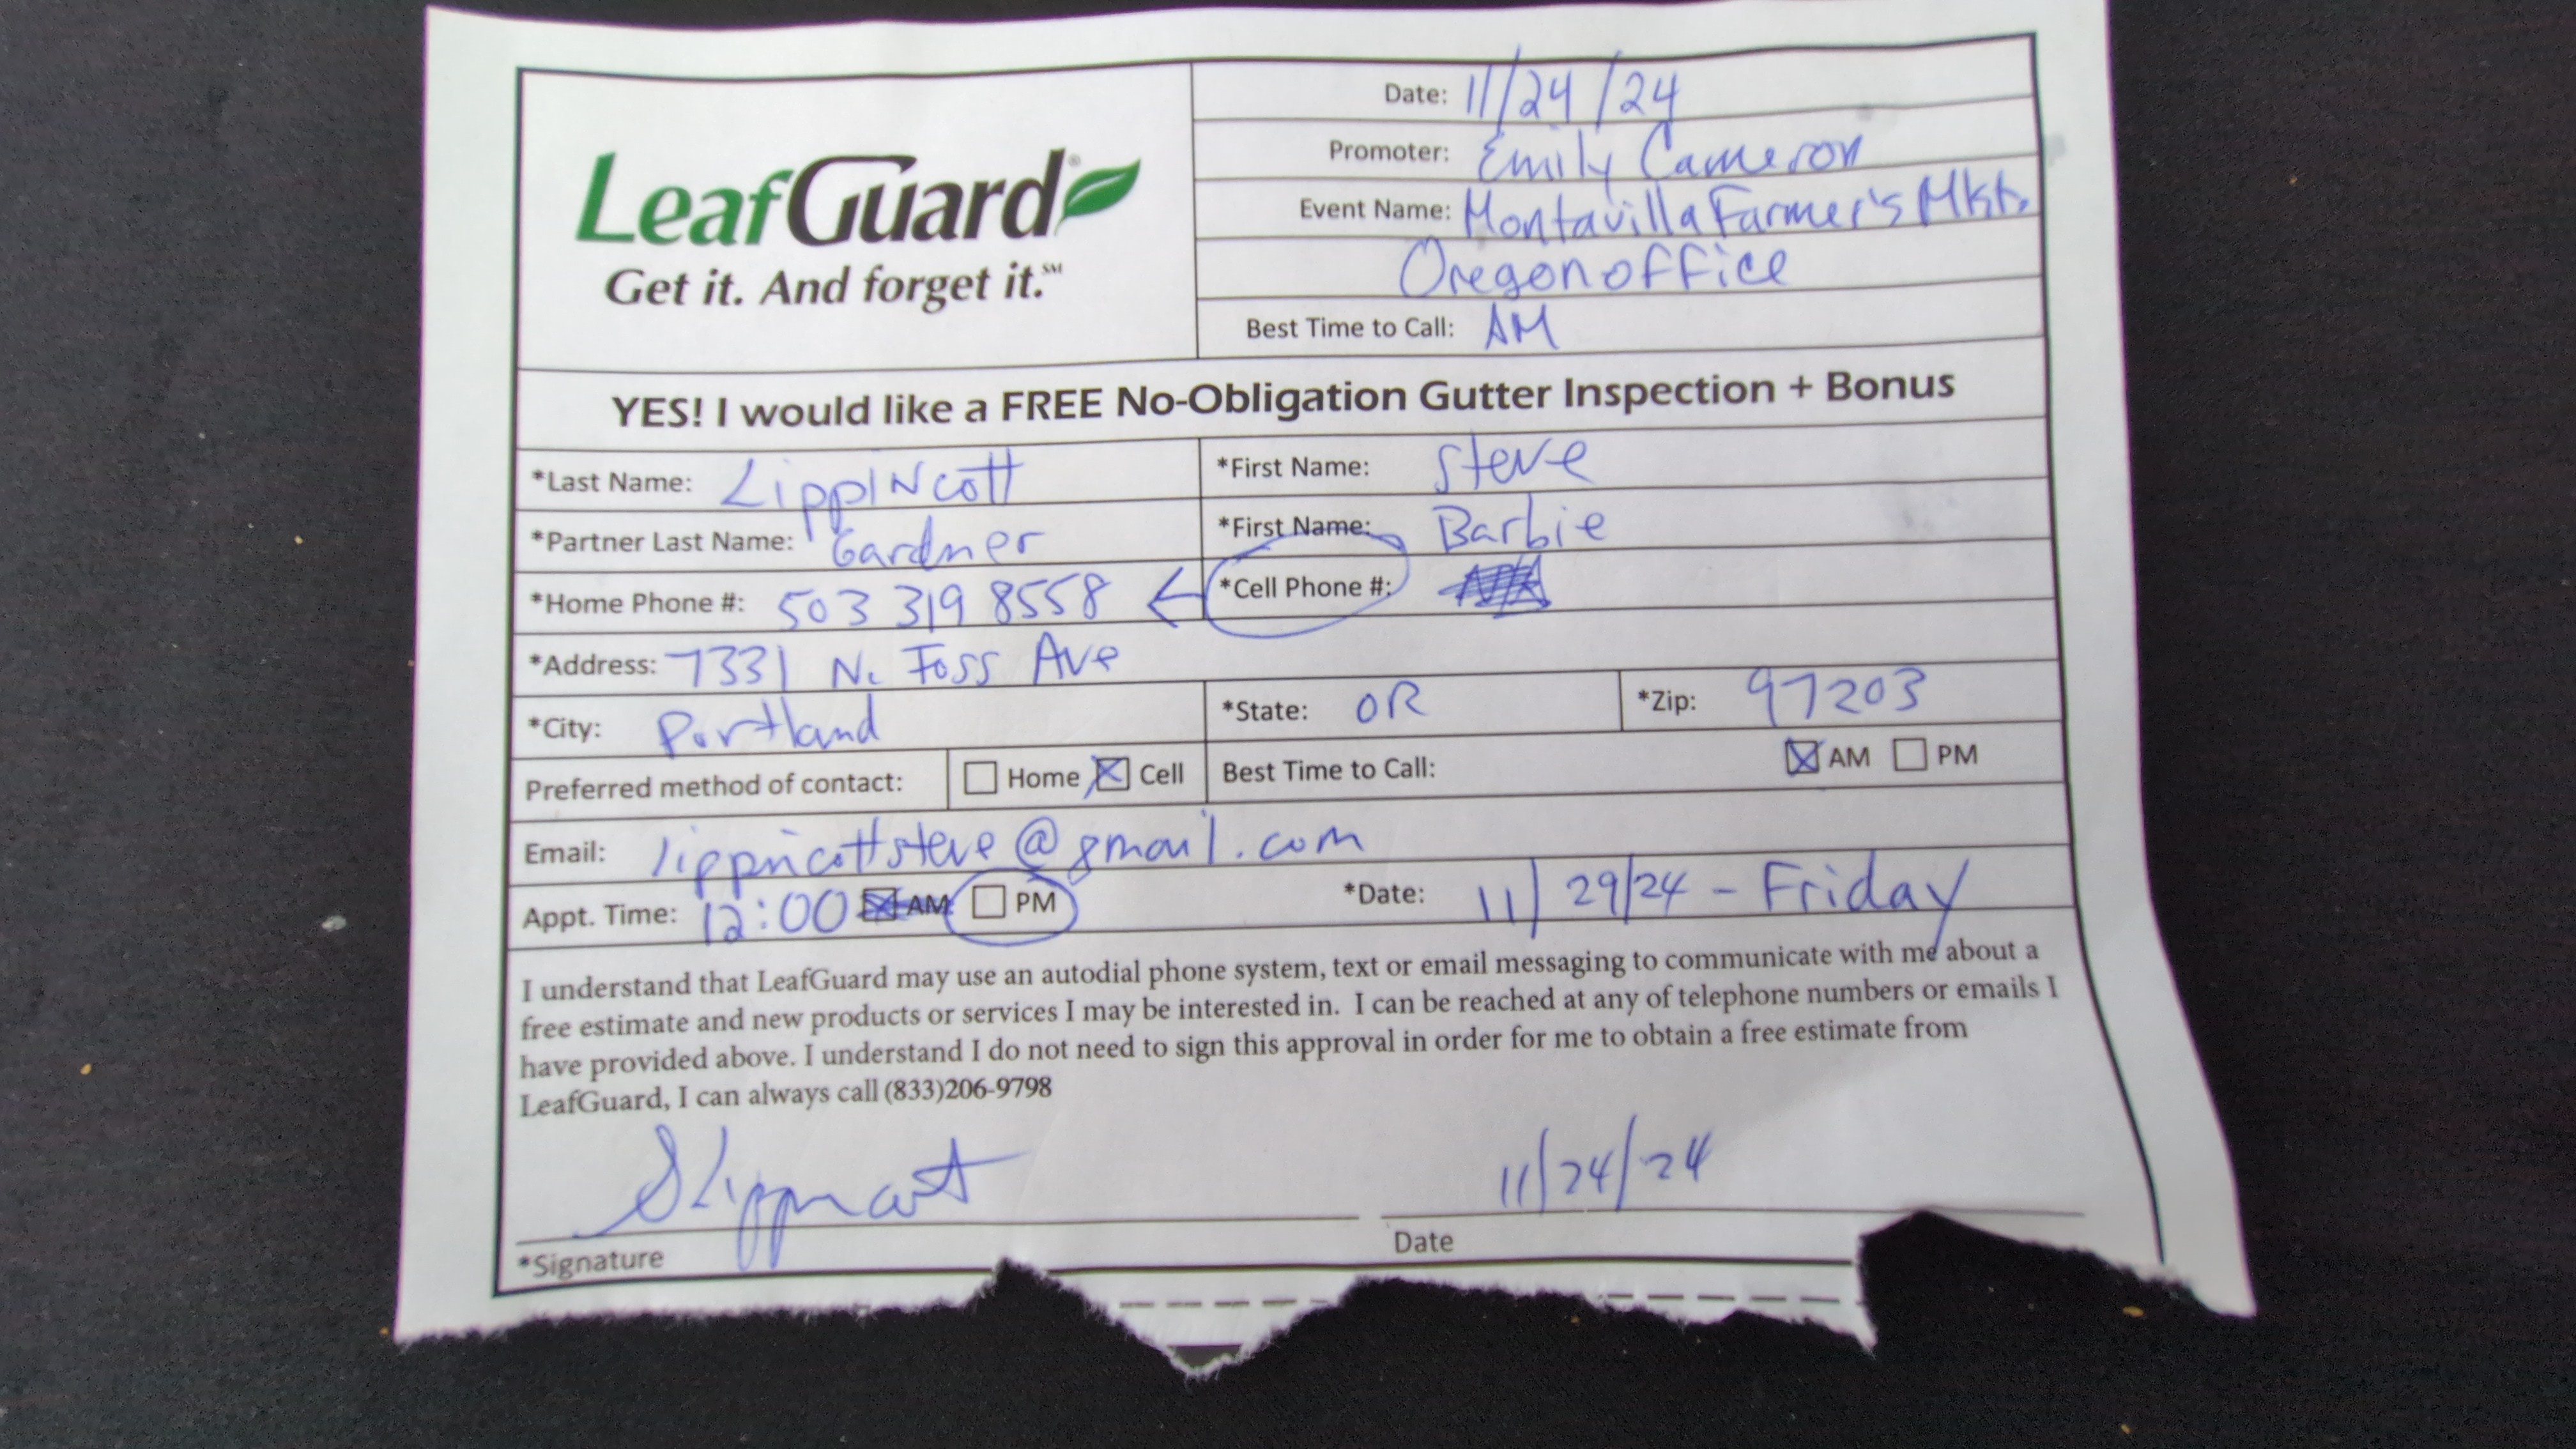 LeafGuard®
Get it. And forget it.℠
Date: 11/24/24
Promoter: Emily Cameron
Event Name: Montavilla Farmer's Mkt.
Oregon office
Best Time to Call: AM
YES! I would like a FREE No-Obligation Gutter Inspection + Bonus
*Last Name: LippiNcott *First Name: Steve
*Partner Last Name: Gardner *First Name: Barbie
*Home Phone #: 503 319 8558 ← *Cell Phone #:
*Address: 7331 N. Foss Ave
*City: Portland *State: OR *Zip: 97203
Preferred method of contact: ☐ Home ☒ Cell Best Time to Call: ☒ AM ☐ PM
Email: lippincottsteve@gmail.com
Appt. Time: 12:00 ☒ AM ☐ PM *Date: 11/29/24 - Friday
I understand that LeafGuard may use an autodial phone system, text or email messaging to communicate with me about a
free estimate and new products or services I may be interested in. I can be reached at any of telephone numbers or emails I
have provided above. I understand I do not need to sign this approval in order for me to obtain a free estimate from
LeafGuard, I can always call (833)206-9798
11/24/24
*Signature Date